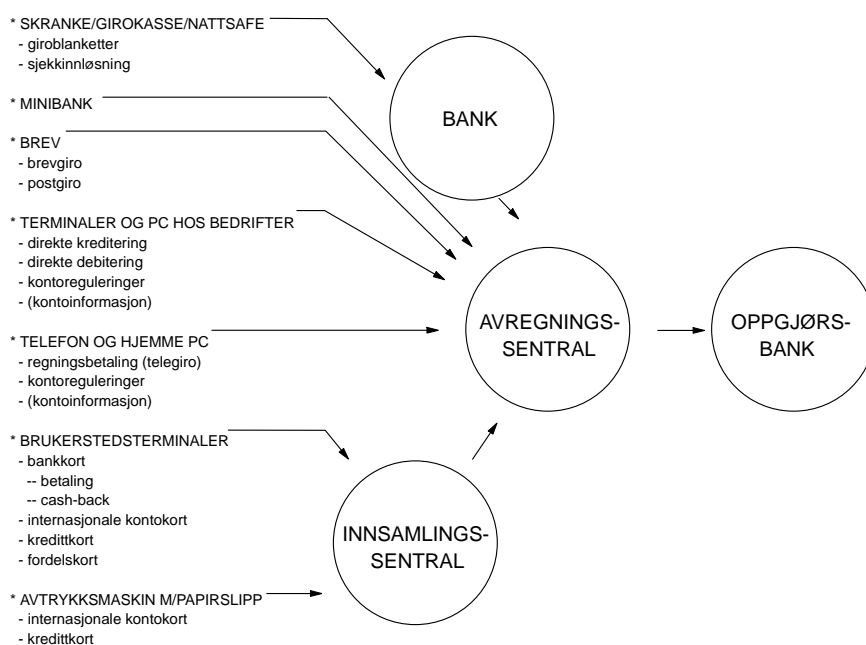 * SKRANKE/GIROKASSE/NATTSAFE
- giroblanketter
- sjekkinnløsning
* MINIBANK
* BREV
- brevgiro
- postgiro
* TERMINALER OG PC HOS BEDRIFTER
- direkte kreditering
- direkte debitering
- kontoreguleringer
- (kontoinformasjon)
* TELEFON OG HJEMME PC
- regningsbetaling (telegiro)
- kontoreguleringer
- (kontoinformasjon)
* BRUKERSTEDSTERMINALER
- bankkort
-- betaling
-- cash-back
- internasjonale kontokort
- kredittkort
- fordelskort
* AVTRYKKSMASKIN M/PAPIRSLIPP
- internasjonale kontokort
- kredittkort
BANK
AVREGNINGS-
SENTRAL
OPPGJØRS-
BANK
INNSAMLINGS-
SENTRAL